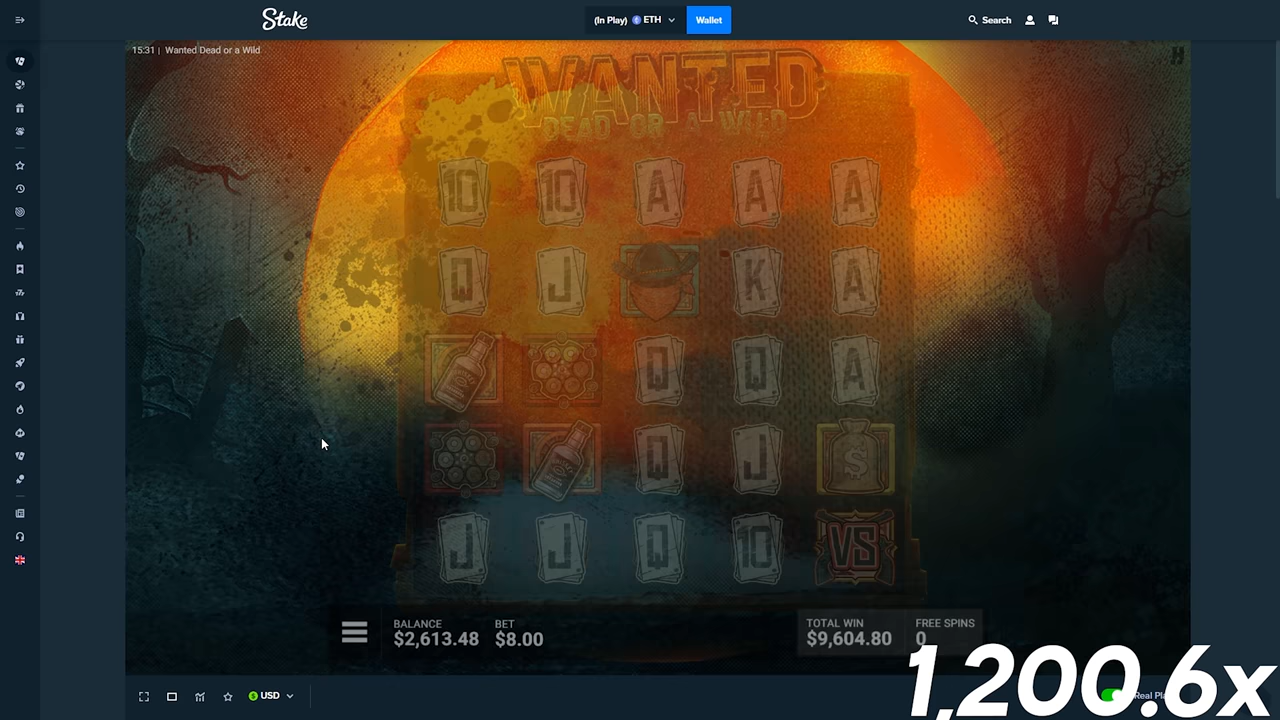 Stake
(In Play) ETH
Wallet
Search
15:31 | Wanted Dead or a Wild
WANTED
DEAD OR A WILD
10 10 A A A
Q J K A
Q Q A
Q J $
J J Q 10 VS
BALANCE
$2,613.48
BET
$8.00
TOTAL WIN
$9,604.80
FREE SPINS
0
USD
1,200.6x